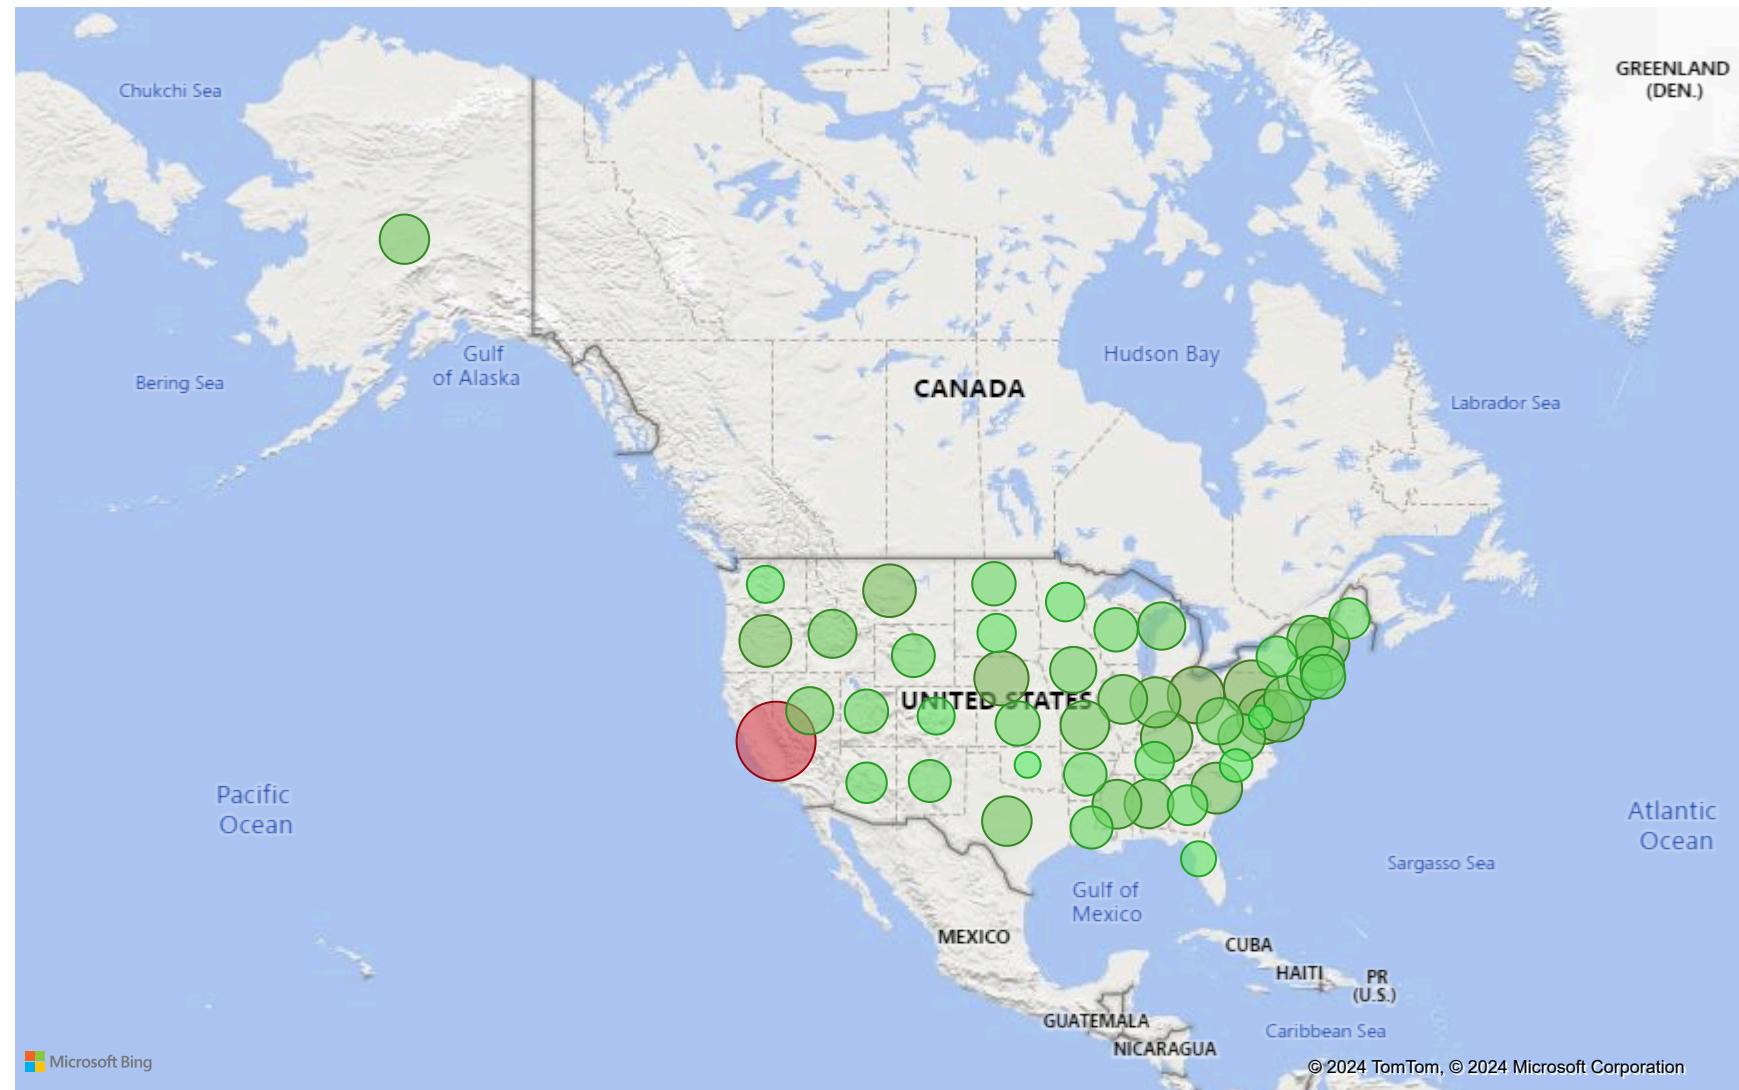 GREENLAND
(DEN.)
Chukchi Sea
Gulf
of Alaska
Hudson Bay
Bering Sea
CANADA
Labrador Sea
UNITED STATES
Pacific
Ocean
Atlantic
Ocean
Sargasso Sea
Gulf of
Mexico
MEXICO
CUBA
HAITI
PR
(U.S.)
GUATEMALA
Caribbean Sea
NICARAGUA
Microsoft Bing
© 2024 TomTom, © 2024 Microsoft Corporation